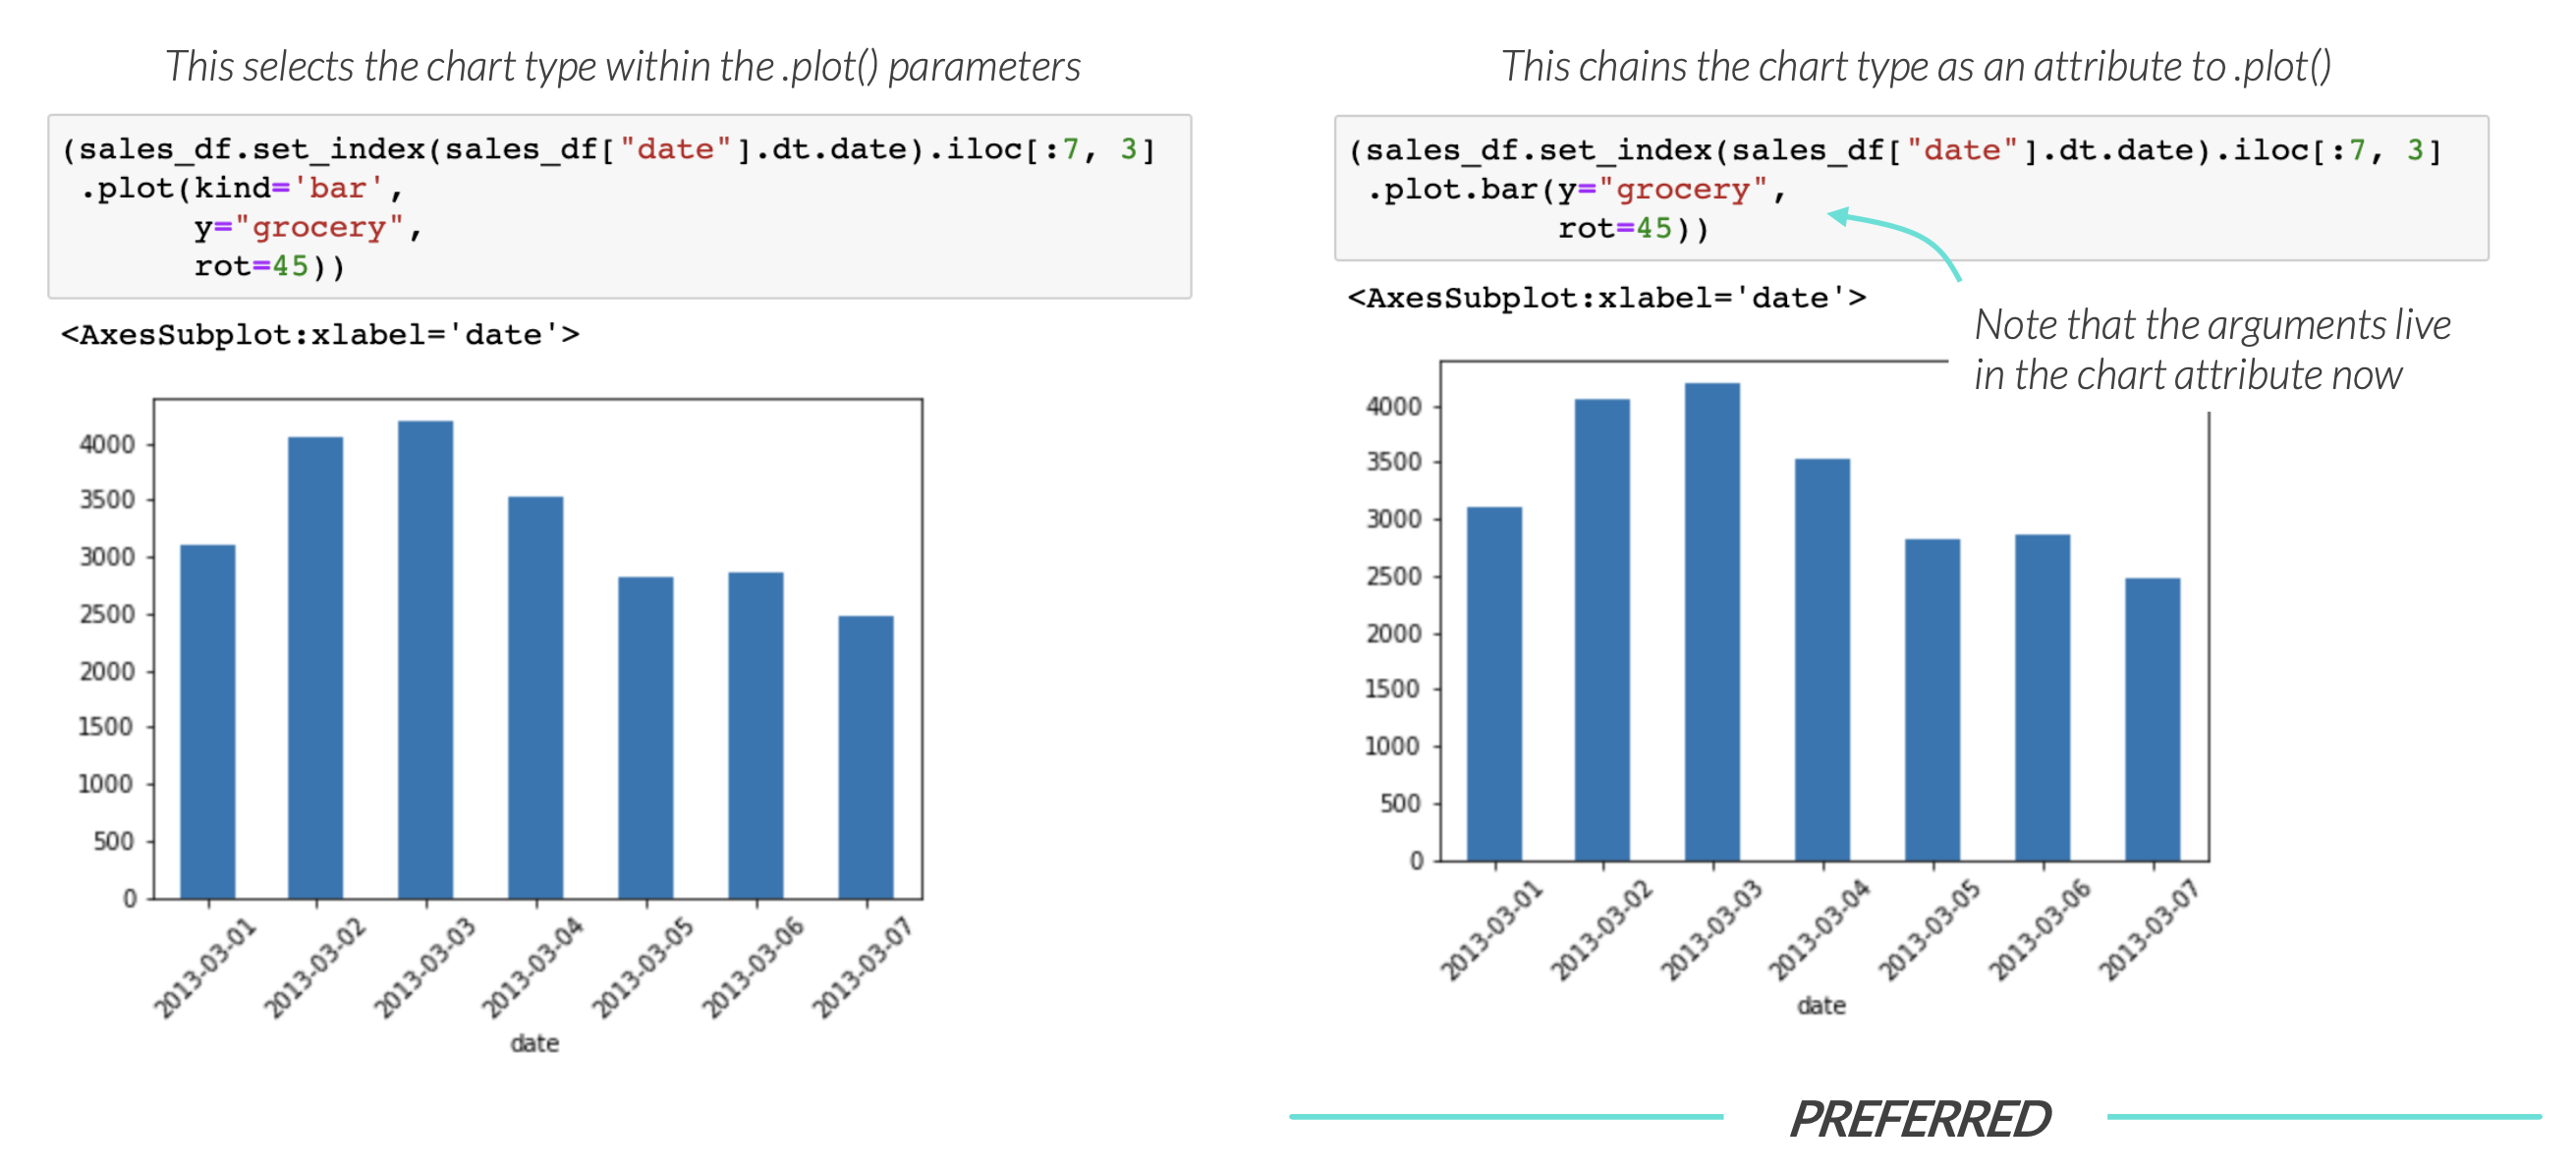 This selects the chart type within the .plot() parameters
(sales_df.set_index(sales_df["date"].dt.date).iloc[:7, 3]
.plot(kind='bar',
y="grocery",
rot=45))
<AxesSubplot:xlabel='date'>
4000
3500
3000
2500
2000
1500
1000
500
0
2013-03-01
2013-03-02
2013-03-03
2013-03-04
2013-03-05
2013-03-06
2013-03-07
date
This chains the chart type as an attribute to .plot()
(sales_df.set_index(sales_df["date"].dt.date).iloc[:7, 3]
.plot.bar(y="grocery",
rot=45))
<AxesSubplot:xlabel='date'>
Note that the arguments live
in the chart attribute now
4000
3500
3000
2500
2000
1500
1000
500
0
2013-03-01
2013-03-02
2013-03-03
2013-03-04
2013-03-05
2013-03-06
2013-03-07
date
PREFERRED